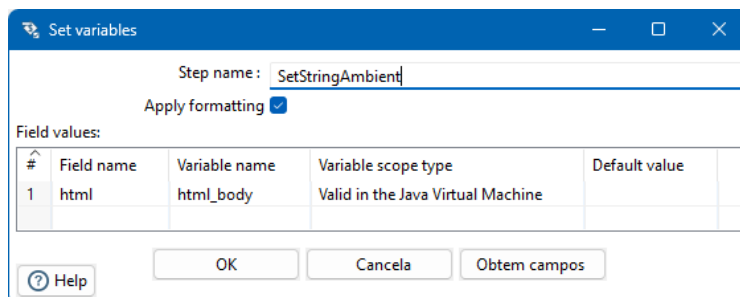 Set variables
Step name : SetStringAmbient
Apply formatting
Field values:
# Field name Variable name Variable scope type Default value
1 html html_body Valid in the Java Virtual Machine
OK Cancela Obtem campos
? Help